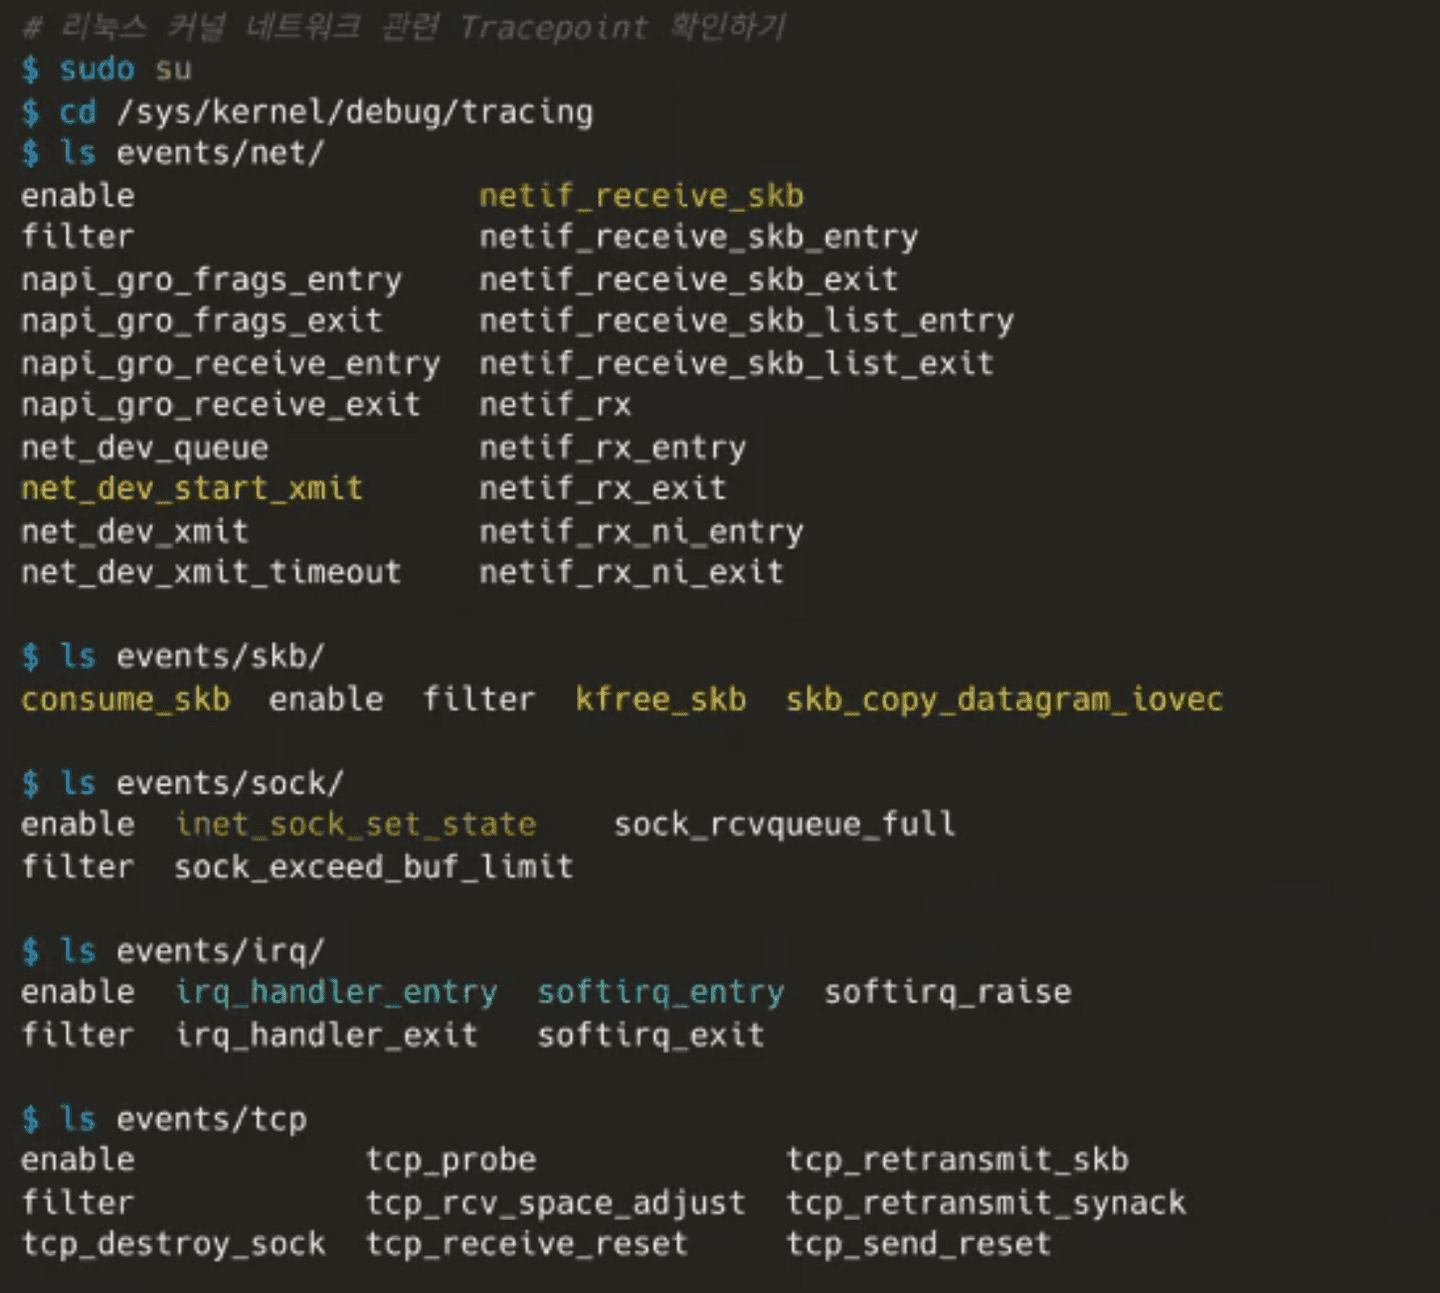 # 리눅스 커널 네트워크 관련 Tracepoint 확인하기
$ sudo su
$ cd /sys/kernel/debug/tracing
$ ls events/net/
enable netif_receive_skb
filter netif_receive_skb_entry
napi_gro_frags_entry netif_receive_skb_exit
napi_gro_frags_exit netif_receive_skb_list_entry
napi_gro_receive_entry netif_receive_skb_list_exit
napi_gro_receive_exit netif_rx
net_dev_queue netif_rx_entry
net_dev_start_xmit netif_rx_exit
net_dev_xmit netif_rx_ni_entry
net_dev_xmit_timeout netif_rx_ni_exit
$ ls events/skb/
consume_skb enable filter kfree_skb skb_copy_datagram_iovec
$ ls events/sock/
enable inet_sock_set_state sock_rcvqueue_full
filter sock_exceed_buf_limit
$ ls events/irq/
enable irq_handler_entry softirq_entry softirq_raise
filter irq_handler_exit softirq_exit
$ ls events/tcp
enable tcp_probe tcp_retransmit_skb
filter tcp_rcv_space_adjust tcp_retransmit_synack
tcp_destroy_sock tcp_receive_reset tcp_send_reset